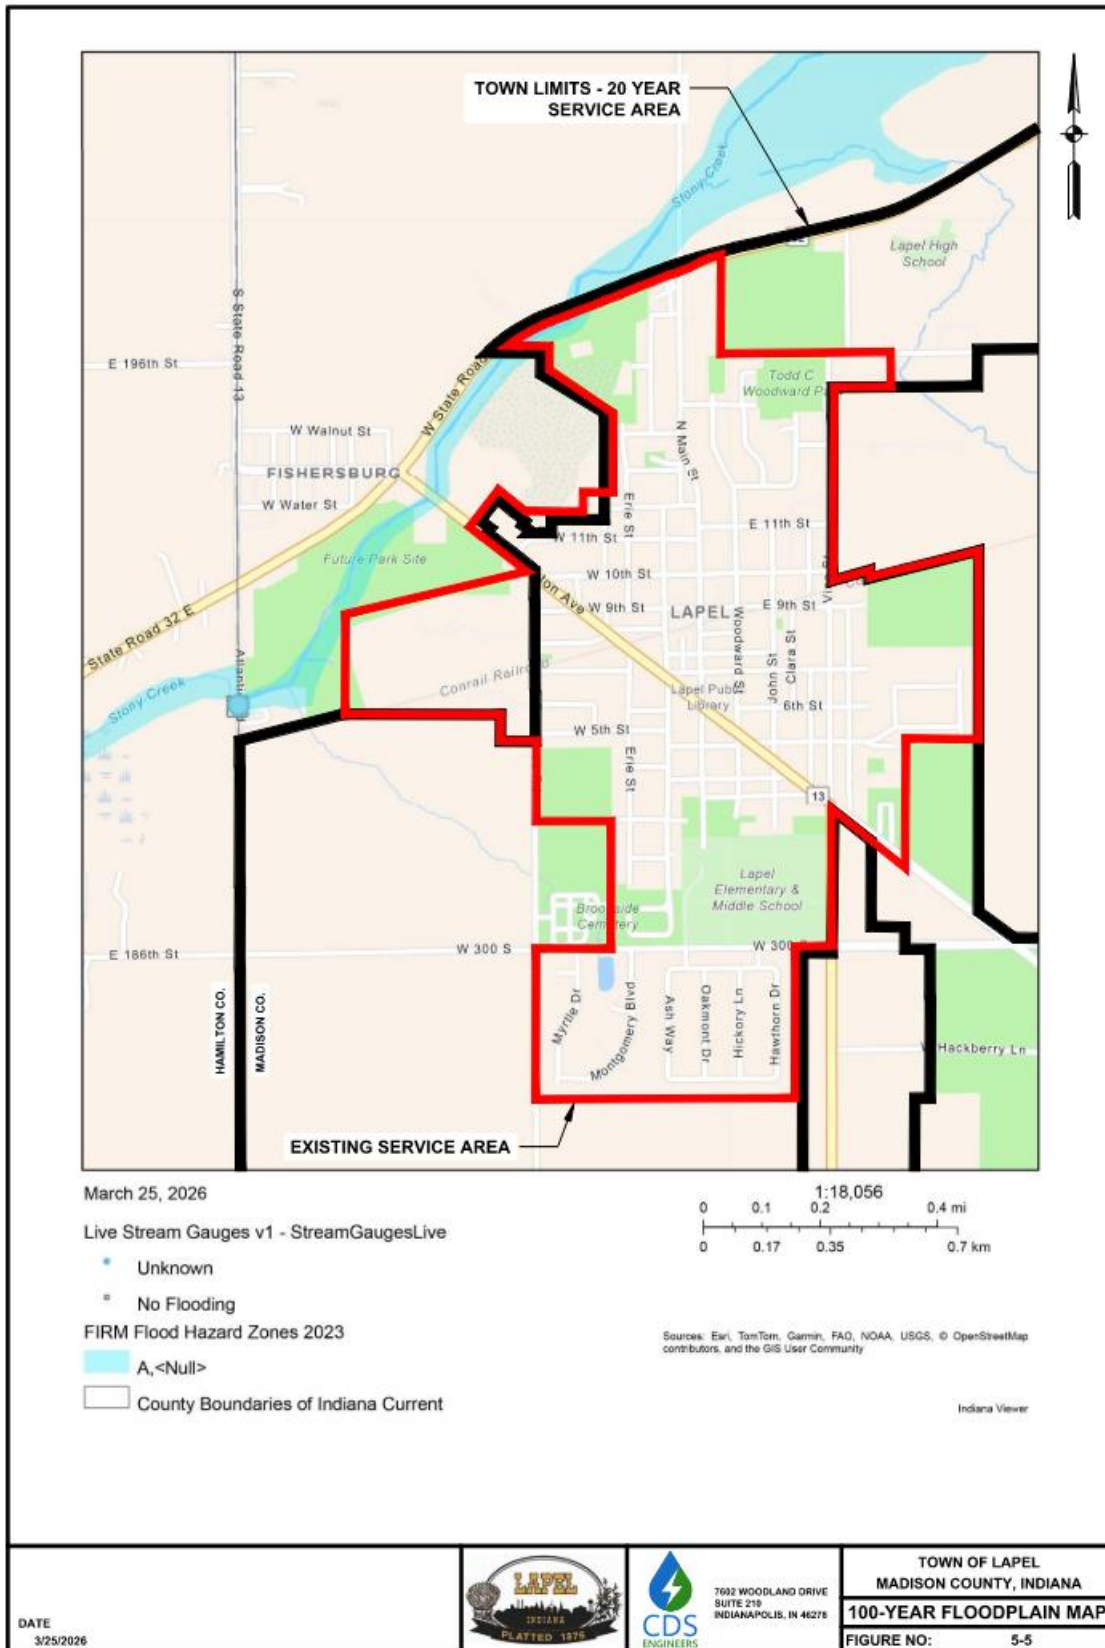 TOWN LIMITS - 20 YEAR
SERVICE AREA
Stony Creek
Lapel High
School
S State Road 13
E 196th St
W State Road
Todd C
Woodward P
W Walnut St
FISHERSBURG
W Water St
N Main St
Erie St
E 11th St
W 11th St
Future Park Site
W 10th St
ion Ave
W 9th St
LAPEL
E 9th St
Woodward St
Clara St
John St
State Road 32 E
Stony Creek
Conrail Railroad
Lapel Public
Library
6th St
W 5th St
Erie St
13
Lapel
Elementary &
Middle School
Brookside
Cemetery
E 186th St
W 300 S
W 300 S
HAMILTON CO.
MADISON CO.
Myrtle Dr
Montgomery Blvd
Ash Way
Oakmont Dr
Hickory Ln
Hawthorn Dr
Hackberry Ln
EXISTING SERVICE AREA
March 25, 2026
1:18,056
0 0.1 0.2 0.4 mi
0 0.17 0.35 0.7 km
Live Stream Gauges v1 - StreamGaugesLive
Unknown
No Flooding
FIRM Flood Hazard Zones 2023
A,<Null>
County Boundaries of Indiana Current
Sources: Esri, TomTom, Garmin, FAO, NOAA, USGS, © OpenStreetMap
contributors, and the GIS User Community
Indiana Viewer
DATE
3/25/2026
LAPEL
INDIANA
PLATTED 1876
CDS
ENGINEERS
7602 WOODLAND DRIVE
SUITE 210
INDIANAPOLIS, IN 46278
TOWN OF LAPEL
MADISON COUNTY, INDIANA
100-YEAR FLOODPLAIN MAP
FIGURE NO: 5-5